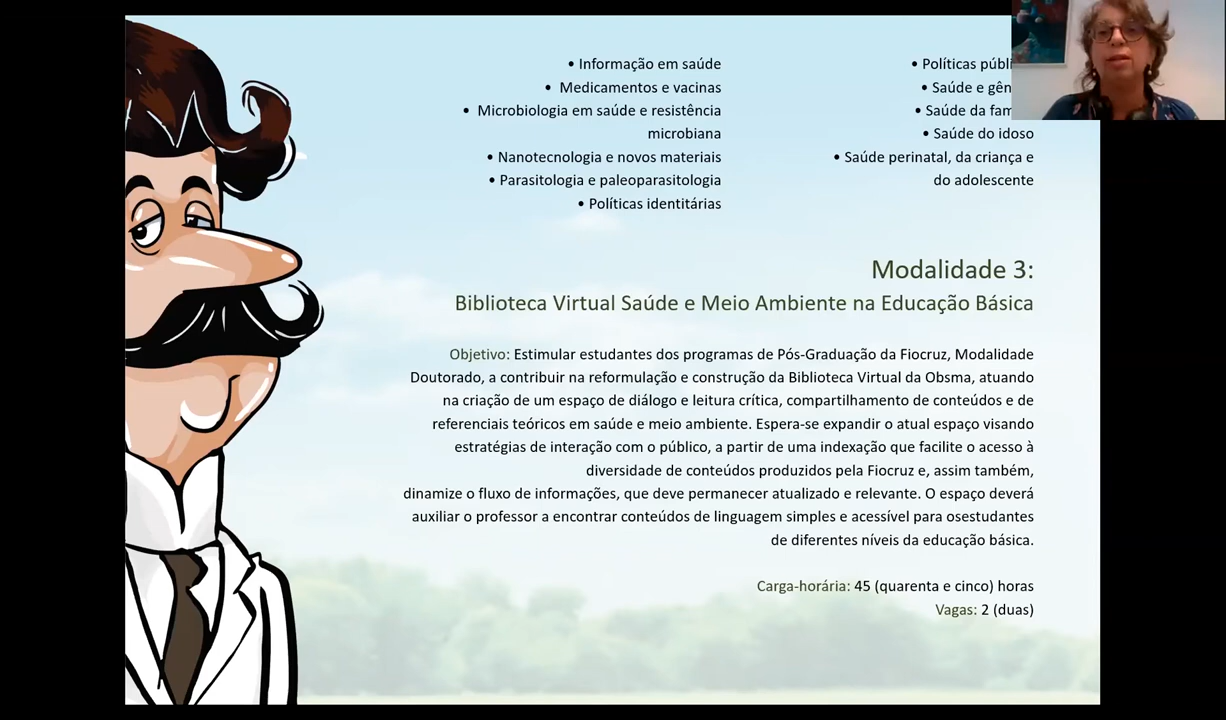 • Informação em saúde
• Medicamentos e vacinas
• Microbiologia em saúde e resistência
microbiana
• Nanotecnologia e novos materiais
• Parasitologia e paleoparasitologia
• Políticas identitárias
• Políticas
• Saúde e
• Saúde da
• Saúde do idoso
• Saúde perinatal, da criança e
do adolescente
Modalidade 3:
Biblioteca Virtual Saúde e Meio Ambiente na Educação Básica
Objetivo: Estimular estudantes dos programas de Pós-Graduação da Fiocruz, Modalidade
Doutorado, a contribuir na reformulação e construção da Biblioteca Virtual da Obsma, atuando
na criação de um espaço de diálogo e leitura crítica, compartilhamento de conteúdos e de
referenciais teóricos em saúde e meio ambiente. Espera-se expandir o atual espaço visando
estratégias de interação com o público, a partir de uma indexação que facilite o acesso à
diversidade de conteúdos produzidos pela Fiocruz e, assim também,
dinamize o fluxo de informações, que deve permanecer atualizado e relevante. O espaço deverá
auxiliar o professor a encontrar conteúdos de linguagem simples e acessível para osestudantes
de diferentes níveis da educação básica.
Carga-horária: 45 (quarenta e cinco) horas
Vagas: 2 (duas)